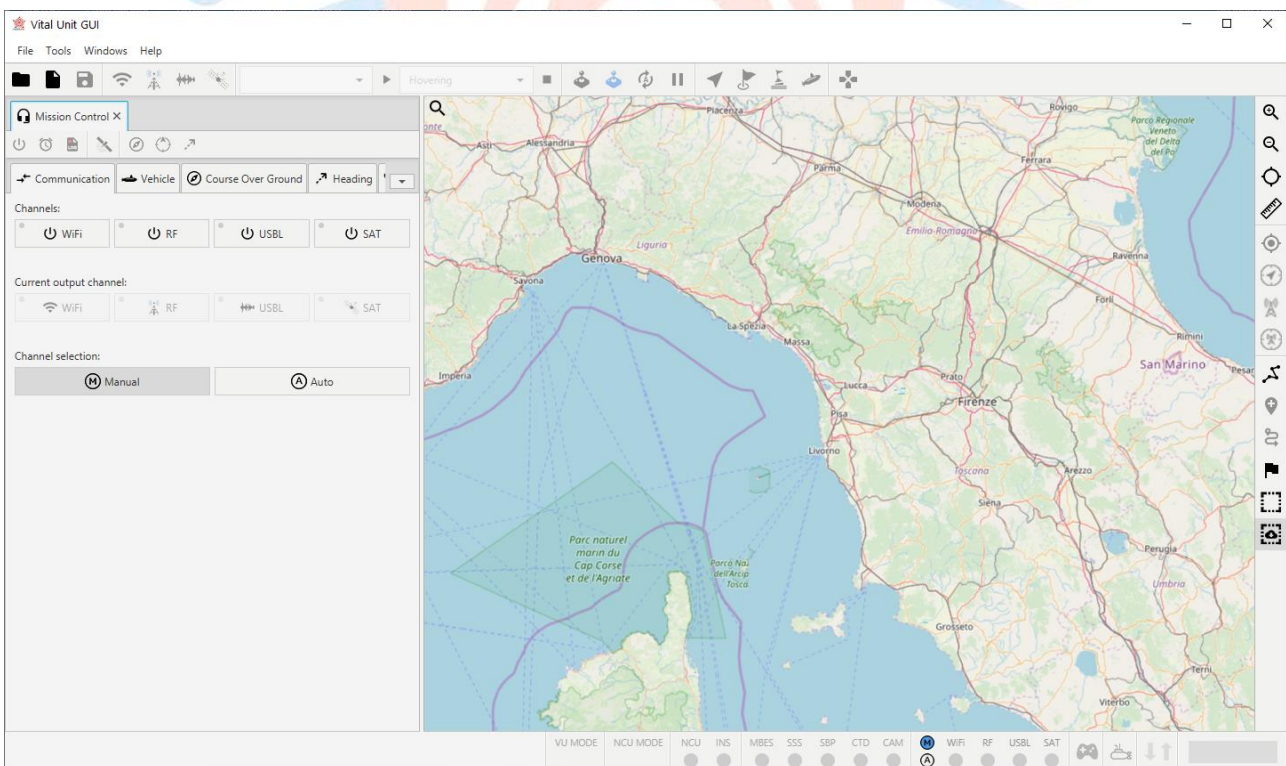 Vital Unit GUI
File Tools Windows Help
Hovering
Mission Control
Communication Vehicle Course Over Ground Heading
Channels:
WiFi RF USBL SAT
Current output channel:
WiFi RF USBL SAT
Channel selection:
M Manual A Auto
Piacenza
Rovigo
Parco Regionale
Veneto
del Delta
del Po
Asti
Alessandria
Ferrara
Parma
Modena
Emilia-Romagna
Liguria
Genova
Ravenna
Savona
Forlì
La Spezia
Massa
Rimini
San Marino
Imperia
Prato
Lucca
Firenze
Pisa
Livorno
Toscana
Arezzo
Siena
Parc naturel
marin du
Cap Corse
et de l'Agriate
Parco Naz
dell'Arcip
Tosca
Perugia
Umbria
Grosseto
Terni
Viterbo
VU MODE NCU MODE NCU INS MBES SSS SBP CTD CAM M WiFi RF USBL SAT
A